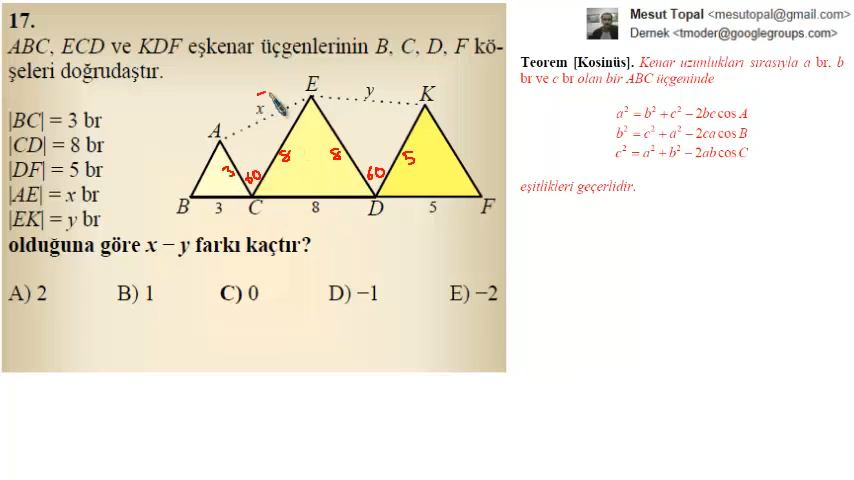 17.
ABC, ECD ve KDF eşkenar üçgenlerinin B, C, D, F kö-
şeleri doğrudaştır.
|BC| = 3 br
|CD| = 8 br
|DF| = 5 br
|AE| = x br
|EK| = y br
olduğuna göre x − y farkı kaçtır?
A) 2 B) 1 C) 0 D) −1 E) −2
E
x y K
A
3 60 8 8 60 5
B 3 C 8 D 5 F
Mesut Topal <mesutopal@gmail.com>
Dernek <tmoder@googlegroups.com>
Teorem [Kosinüs]. Kenar uzumlukları sırasıyla a br, b
br ve c br olan bir ABC üçgeninde
a² = b² + c² − 2bc cos A
b² = c² + a² − 2ca cos B
c² = a² + b² − 2ab cos C
eşitlikleri geçerlidir.